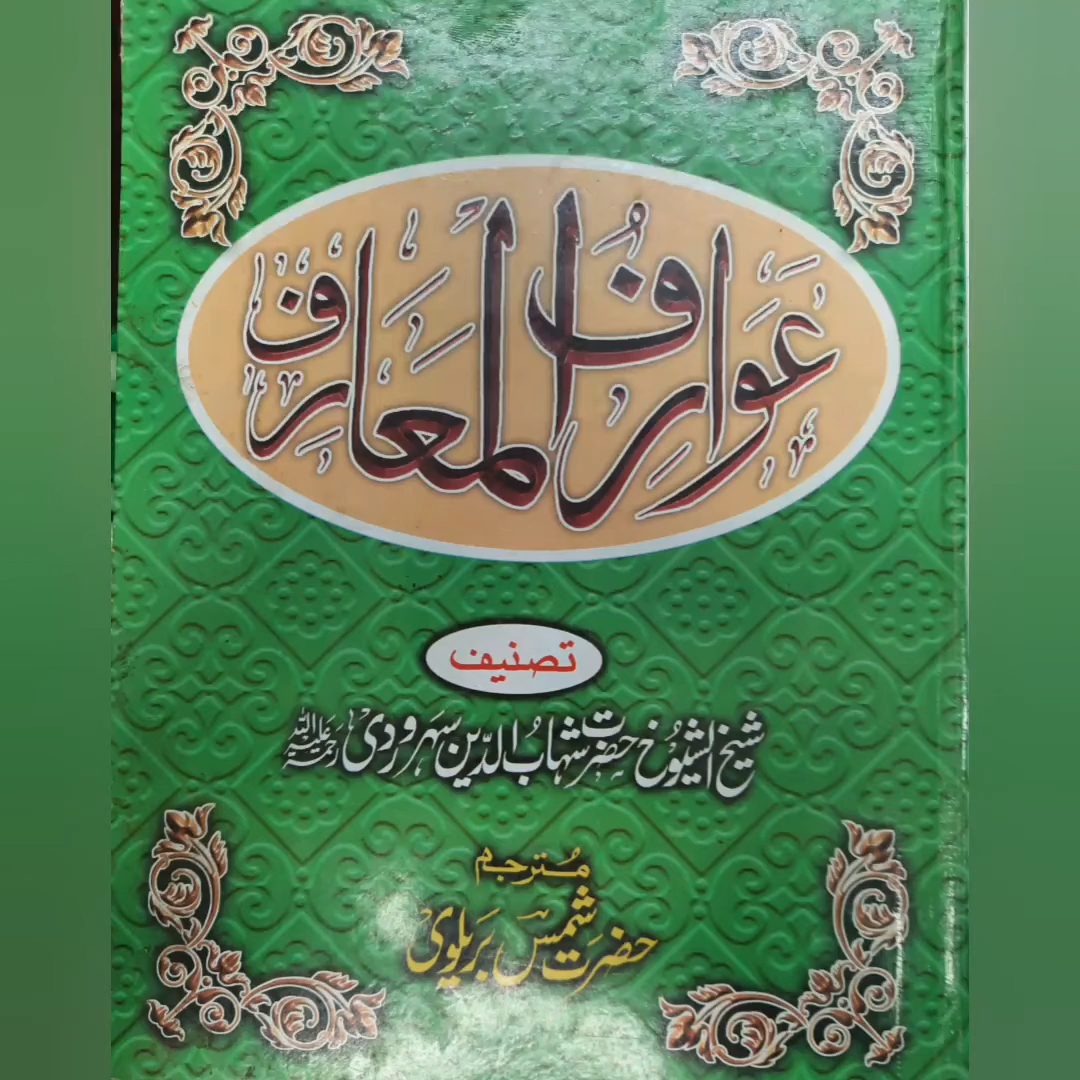 عوارف المعارف
تصنیف
شیخ الشیوخ حضرت شہاب الدین سہروردی رحمۃ اللہ علیہ
مترجم
حضرت شمس بریلوی